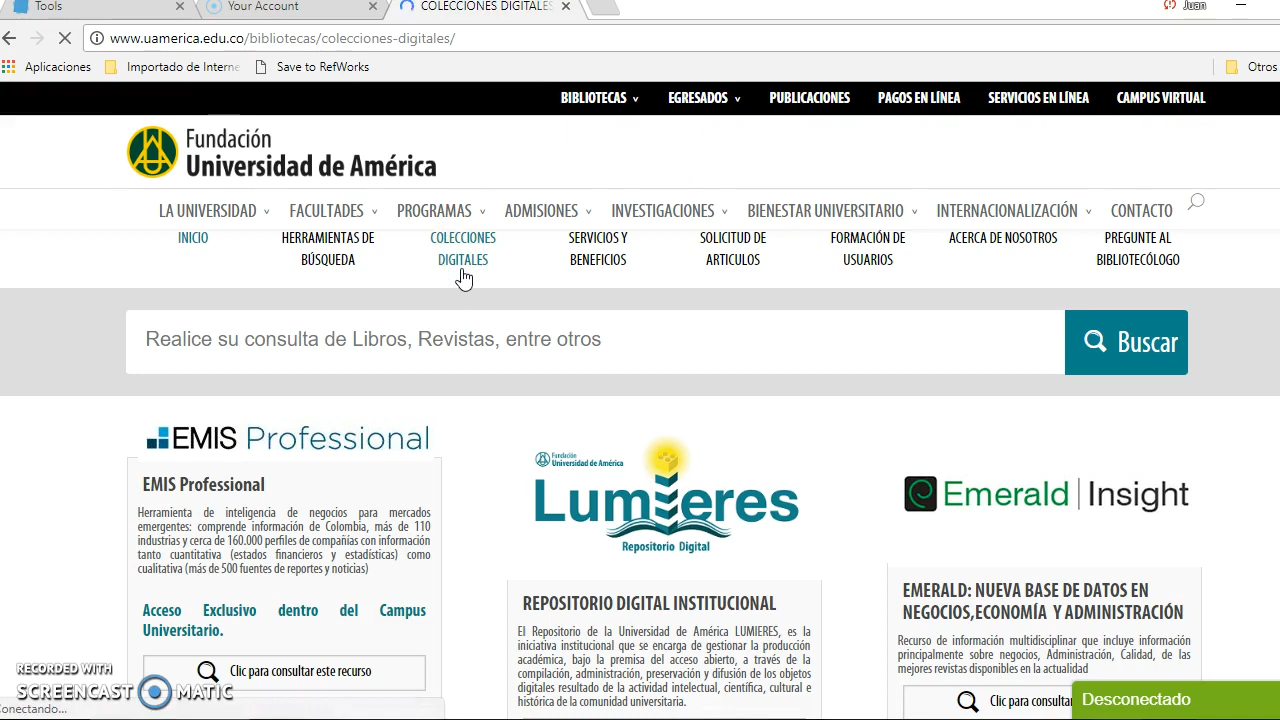 Tools
Your Account
COLECCIONES DIGITALES
Juan
www.uamerica.edu.co/bibliotecas/colecciones-digitales/
Aplicaciones
Importado de Interne
Save to RefWorks
Otros
BIBLIOTECAS
EGRESADOS
PUBLICACIONES
PAGOS EN LÍNEA
SERVICIOS EN LÍNEA
CAMPUS VIRTUAL
Fundación
Universidad de América
LA UNIVERSIDAD
FACULTADES
PROGRAMAS
ADMISIONES
INVESTIGACIONES
BIENESTAR UNIVERSITARIO
INTERNACIONALIZACIÓN
CONTACTO
INICIO
HERRAMIENTAS DE
BÚSQUEDA
COLECCIONES
DIGITALES
SERVICIOS Y
BENEFICIOS
SOLICITUD DE
ARTICULOS
FORMACIÓN DE
USUARIOS
ACERCA DE NOSOTROS
PREGUNTE AL
BIBLIOTECÓLOGO
Realice su consulta de Libros, Revistas, entre otros
Buscar
EMIS Professional
EMIS Professional
Herramienta de inteligencia de negocios para mercados
emergentes: comprende información de Colombia, más de 110
industrias y cerca de 160.000 perfiles de compañías con información
tanto cuantitativa (estados financieros y estadísticas) como
cualitativa (más de 500 fuentes de reportes y noticias)
Acceso Exclusivo dentro del Campus
Universitario.
Clic para consultar este recurso
Fundación
Universidad de América
Lumieres
Repositorio Digital
REPOSITORIO DIGITAL INSTITUCIONAL
El Repositorio de la Universidad de América LUMIERES, es la
iniciativa institucional que se encarga de gestionar la producción
académica, bajo la premisa del acceso abierto, a través de la
compilación, administración, preservación y difusión de los objetos
digitales resultado de la actividad intelectual, científica, cultural e
histórica de la comunidad universitaria.
Emerald Insight
EMERALD: NUEVA BASE DE DATOS EN
NEGOCIOS,ECONOMÍA Y ADMINISTRACIÓN
Recurso de información multidisciplinar que incluye información
principalmente sobre negocios, Administración, Calidad, de las
mejores revistas disponibles en la actualidad
Clic para consulta
Desconectado
RECORDED WITH
SCREENCAST MATIC
Conectando...